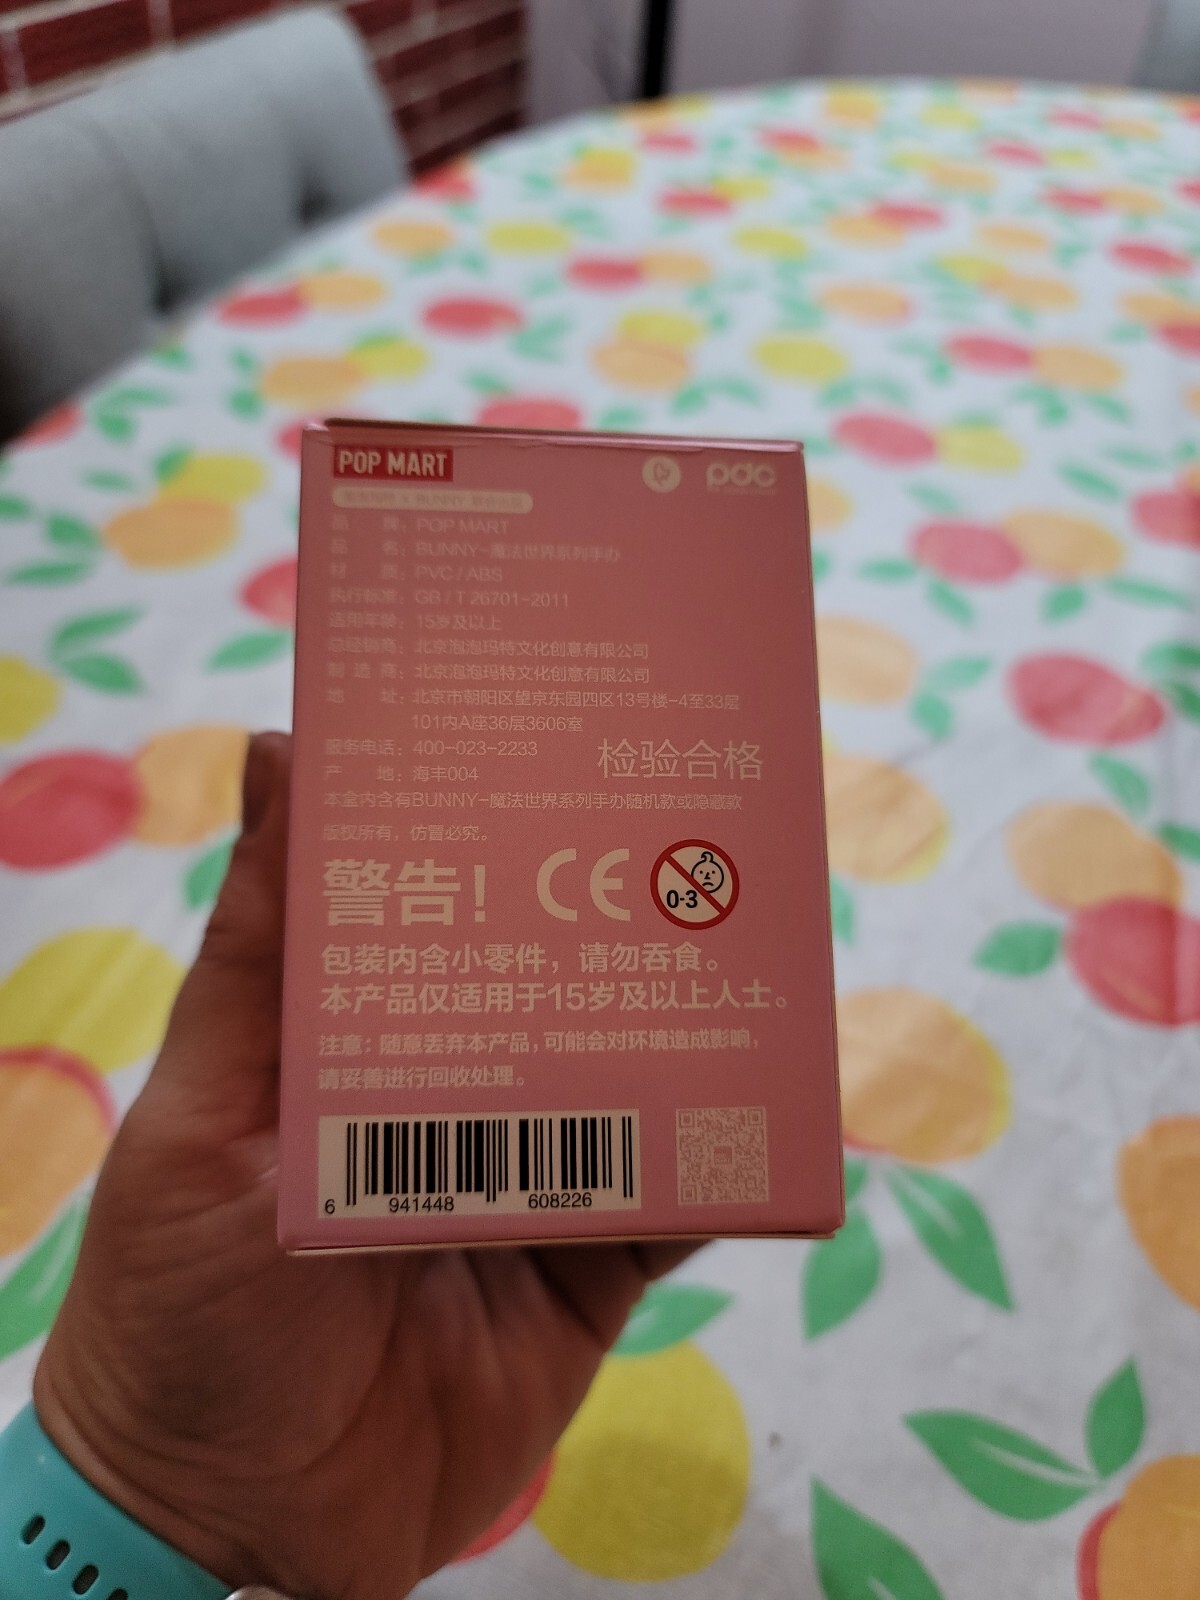 POP MART
pdc
品 牌：POP MART
品 名：BUNNY-魔法世界系列手办
材 质：PVC / ABS
执行标准：GB / T 26701-2011
适用年龄：15岁及以上
总经销商：北京泡泡玛特文化创意有限公司
制 造 商：北京泡泡玛特文化创意有限公司
地 址：北京市朝阳区望京东园四区13号楼-4至33层
101内A座36层3606室
服务电话：400-023-2233
检验合格
产 地：海丰004
本盒内含有BUNNY-魔法世界系列手办随机款或隐藏款
版权所有，仿冒必究。
警告！ CE 0-3
包装内含小零件，请勿吞食。
本产品仅适用于15岁及以上人士。
注意：随意丢弃本产品，可能会对环境造成影响，
请妥善进行回收处理。
6 941448 608226